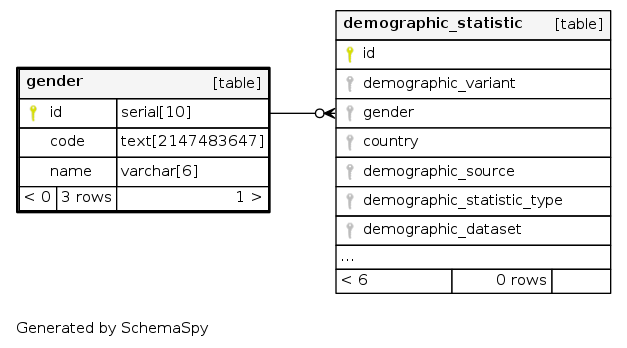 gender [table]
id serial[10]
code text[2147483647]
name varchar[6]
< 0 3 rows 1 >
demographic_statistic [table]
id
demographic_variant
gender
country
demographic_source
demographic_statistic_type
demographic_dataset
...
< 6 0 rows
Generated by SchemaSpy